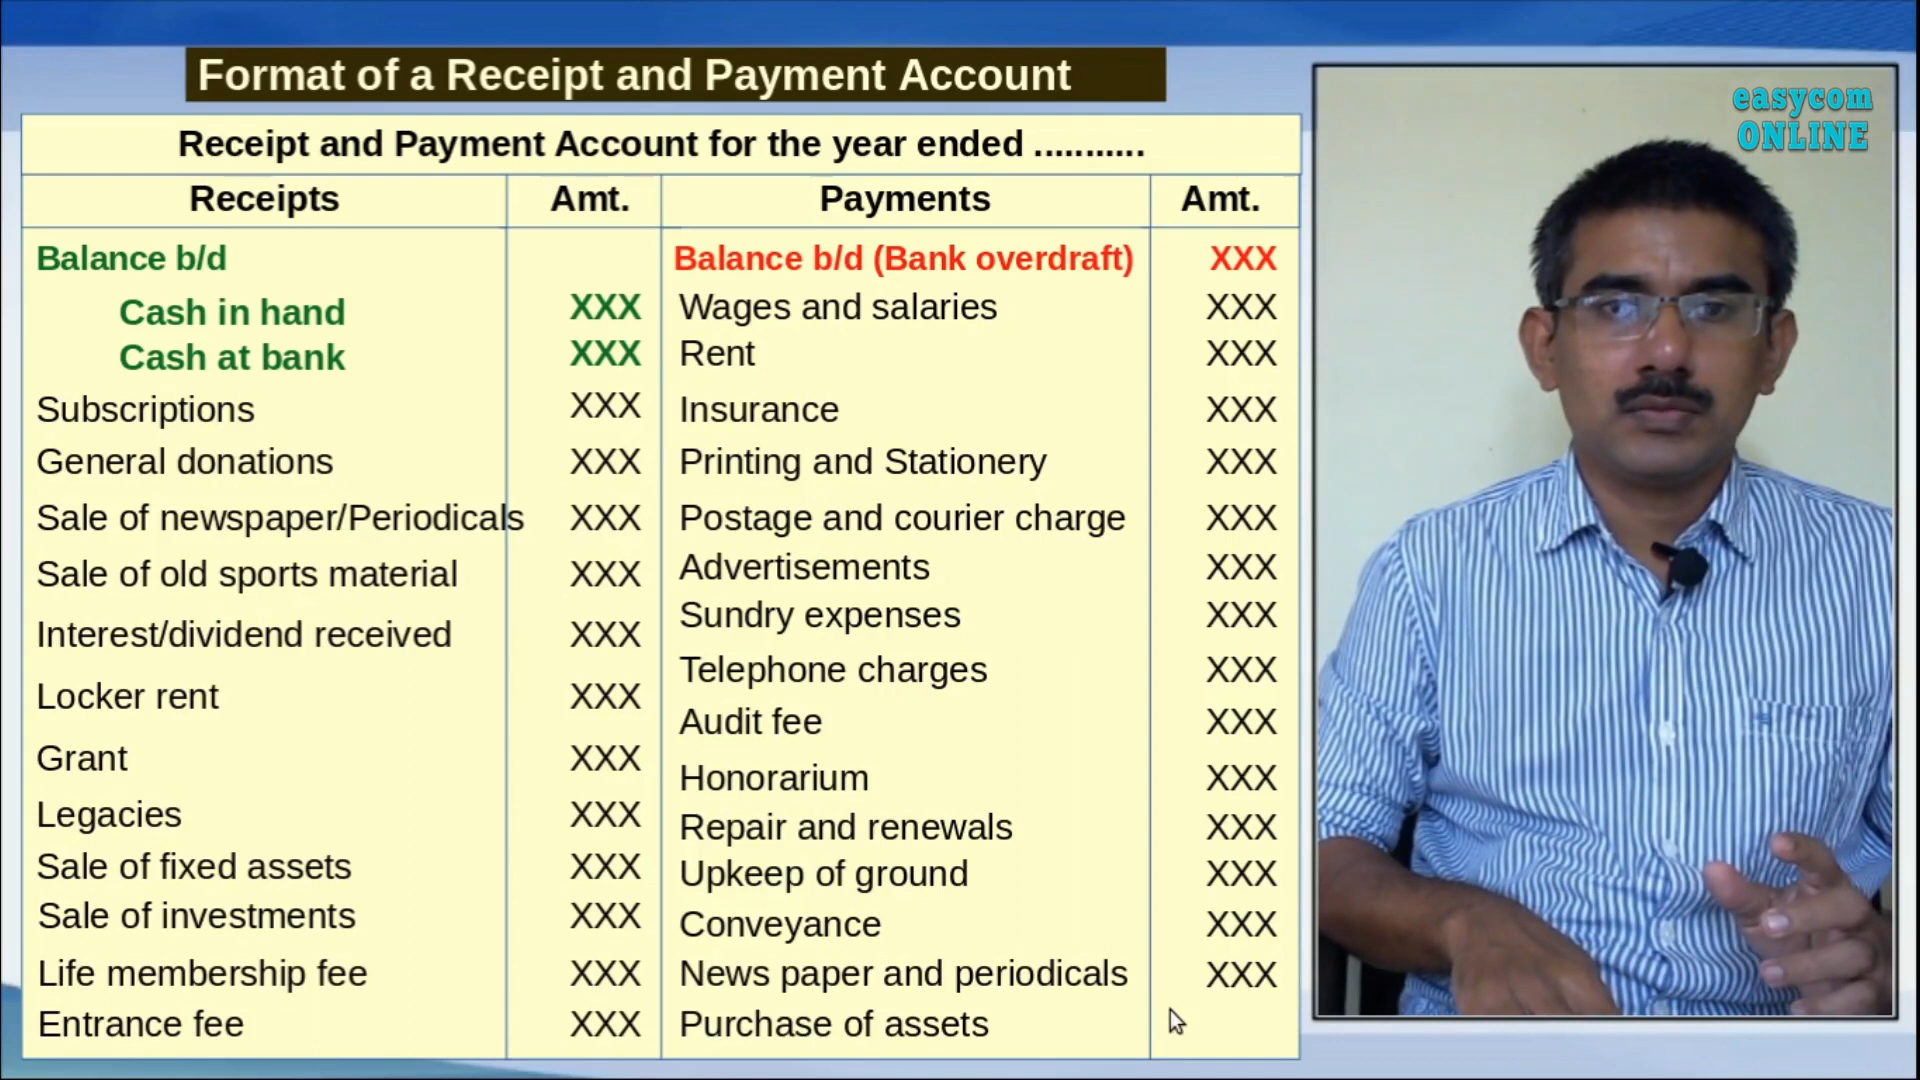 Format of a Receipt and Payment Account
easycom
ONLINE
Receipt and Payment Account for the year ended ...........
Receipts Amt. Payments Amt.
Balance b/d Balance b/d (Bank overdraft) XXX
Cash in hand XXX Wages and salaries XXX
Cash at bank XXX Rent XXX
Subscriptions XXX Insurance XXX
General donations XXX Printing and Stationery XXX
Sale of newspaper/Periodicals XXX Postage and courier charge XXX
Sale of old sports material XXX Advertisements XXX
Sundry expenses XXX
Interest/dividend received XXX
Telephone charges XXX
Locker rent XXX
Audit fee XXX
Grant XXX
Honorarium XXX
Legacies XXX
Repair and renewals XXX
Sale of fixed assets XXX Upkeep of ground XXX
Sale of investments XXX Conveyance XXX
Life membership fee XXX News paper and periodicals XXX
Entrance fee XXX Purchase of assets